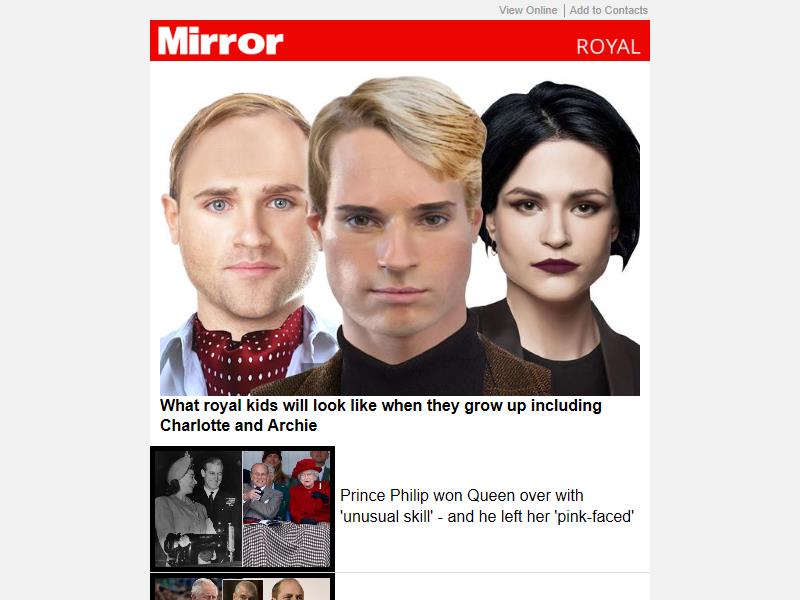 View Online | Add to Contacts
Mirror
ROYAL
What royal kids will look like when they grow up including
Charlotte and Archie
Prince Philip won Queen over with
'unusual skill' - and he left her 'pink-faced'